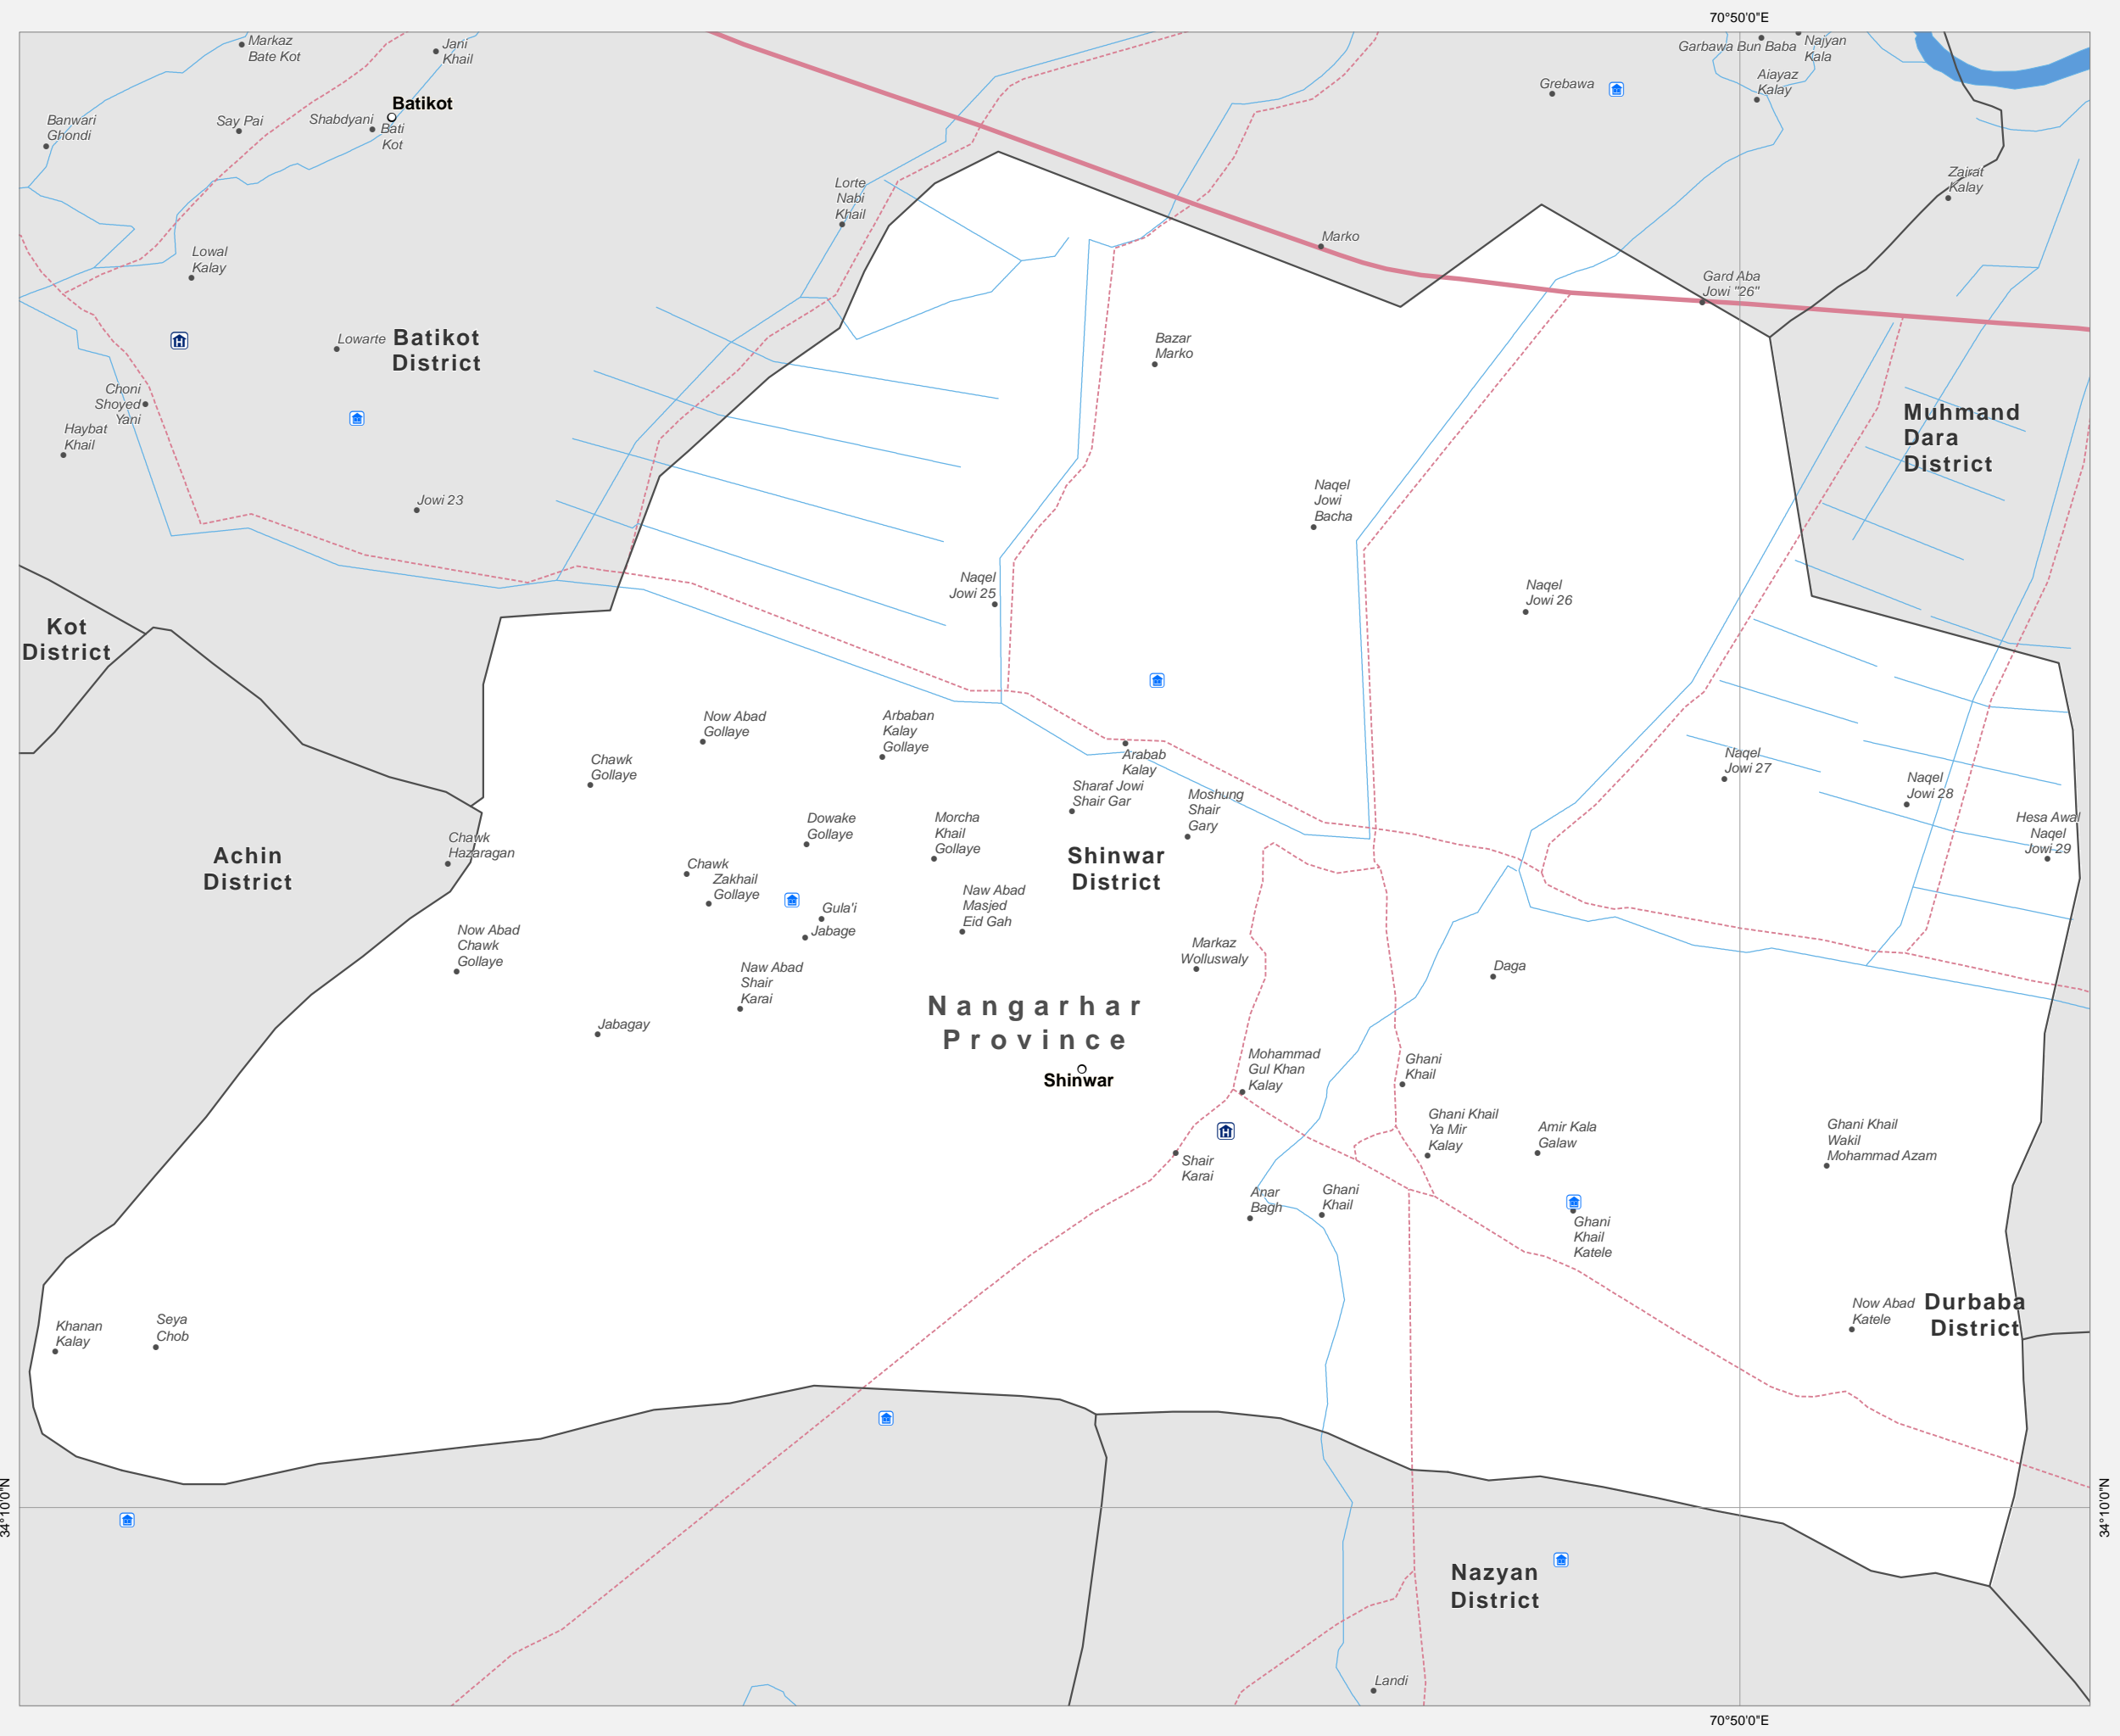 70°50'0"E
Markaz
Bate Kot
Jani
Khail
Garbawa Bun Baba
Najyan
Kala
Aiayaz
Kalay
Grebawa
Batikot
Banwari
Ghondi
Say Pai
Shabdyani
Bati
Kot
Zairat
Kalay
Lorte
Nabi
Khail
Marko
Lowal
Kalay
Gard Aba
Jowi "26"
Lowarte
Batikot
District
Bazar
Marko
Choni
Shoyed
Yani
Haybat
Khail
Muhmand
Dara
District
Jowi 23
Naqel
Jowi
Bacha
Naqel
Jowi 25
Naqel
Jowi 26
Kot
District
Now Abad
Gollaye
Arbaban
Kalay
Gollaye
Chawk
Gollaye
Arabab
Kalay
Sharaf Jowi
Shair Gar
Moshung
Shair
Gary
Naqel
Jowi 27
Naqel
Jowi 28
Hesa Awal
Naqel
Jowi 29
Chawk
Hazaragan
Dowake
Gollaye
Morcha
Khail
Gollaye
Achin
District
Shinwar
District
Chawk
Zakhail
Gollaye
Gula'i
Jabage
Naw Abad
Masjed
Eid Gah
Now Abad
Chawk
Gollaye
Markaz
Wolluswaly
Naw Abad
Shair
Karai
Daga
Jabagay
Nangarhar
Province
Shinwar
Mohammad
Gul Khan
Kalay
Ghani
Khail
Ghani Khail
Ya Mir
Kalay
Amir Kala
Galaw
Ghani Khail
Wakil
Mohammad Azam
Shair
Karai
Anar
Bagh
Ghani
Khail
Ghani
Khail
Katele
Khanan
Kalay
Seya
Chob
Now Abad
Katele
Durbaba
District
34°10'0"N
34°10'0"N
Nazyan
District
Landi
70°50'0"E